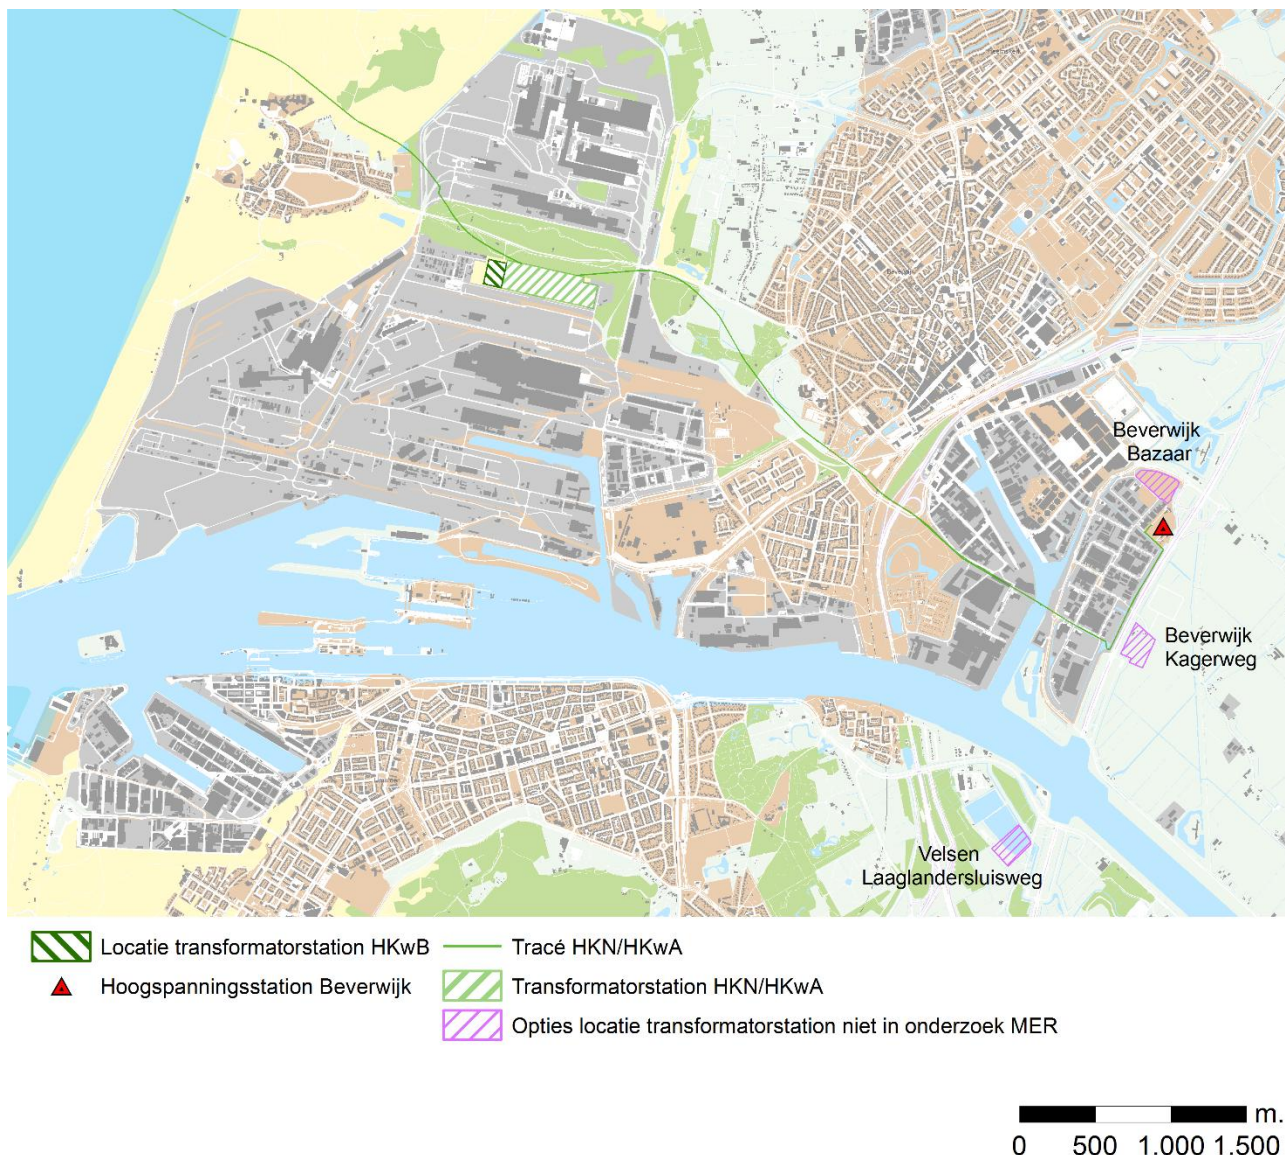 Beverwijk
Bazaar
Beverwijk
Kagerweg
Velsen
Laaglandersluisweg
Locatie transformatorstation HKwB
Tracé HKN/HKwA
Hoogspanningsstation Beverwijk
Transformatorstation HKN/HKwA
Opties locatie transformatorstation niet in onderzoek MER
m.
0 500 1.000 1.500